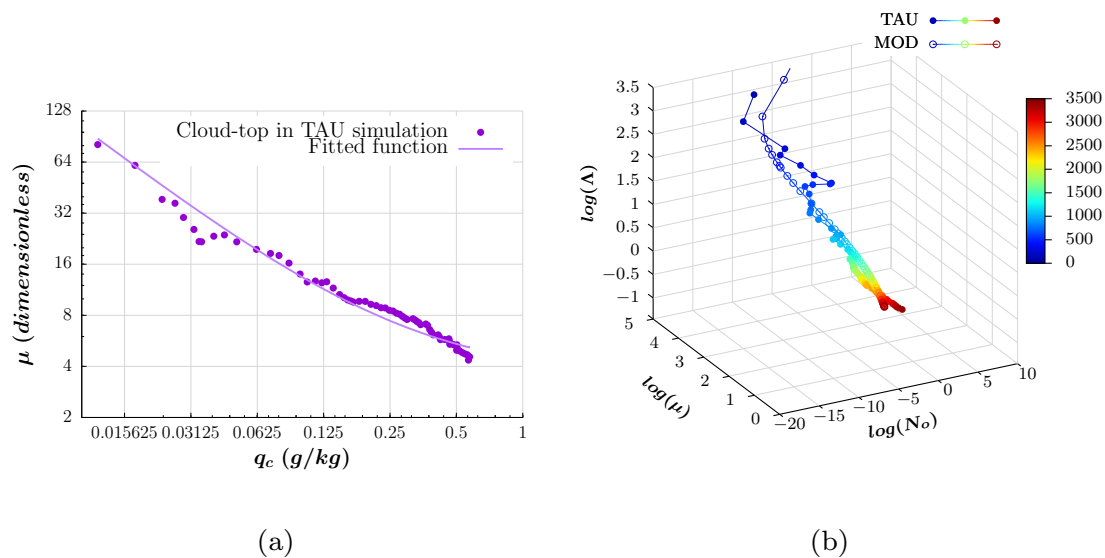 128
64
32
16
8
4
2
μ (dimensionless)
Cloud-top in TAU simulation
Fitted function
0.015625 0.03125 0.0625 0.125 0.25 0.5 1
q_c (g/kg)
(a)
TAU
MOD
3.5
3
2.5
2
1.5
1
0.5
0
−0.5
−1
log(Λ)
5
4
3
2
1
0
log(μ)
−20 −15 −10 −5 0 5 10
log(N_o)
3500
3000
2500
2000
1500
1000
500
0
(b)